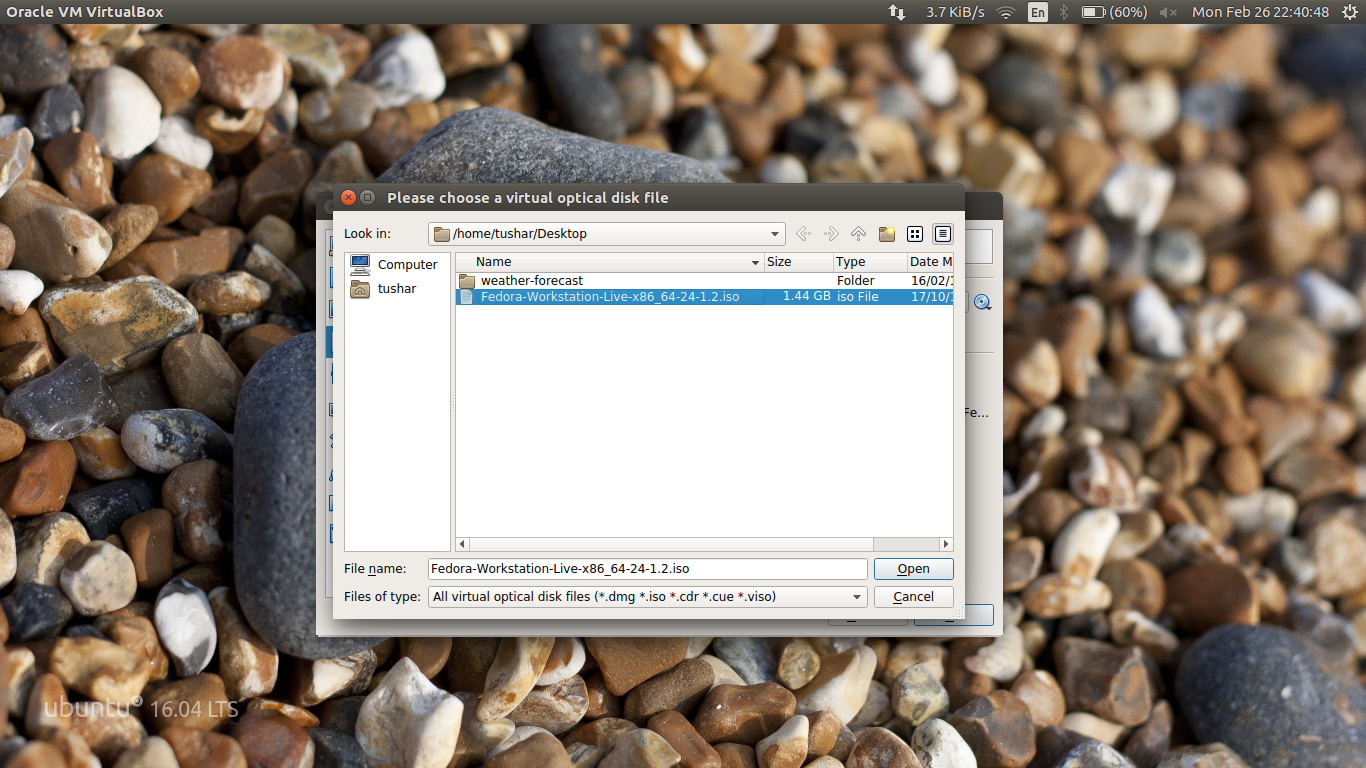 Oracle VM VirtualBox 3.7 KiB/s En (60%) Mon Feb 26 22:40:48
Please choose a virtual optical disk file
Look in: /home/tushar/Desktop
Computer
tushar
Name Size Type Date M
weather-forecast Folder 16/02/1
Fedora-Workstation-Live-x86_64-24-1.2.iso 1.44 GB iso File 17/10/1
Fe...
File name: Fedora-Workstation-Live-x86_64-24-1.2.iso Open
Files of type: All virtual optical disk files (*.dmg *.iso *.cdr *.cue *.viso) Cancel
ubuntu® 16.04 LTS